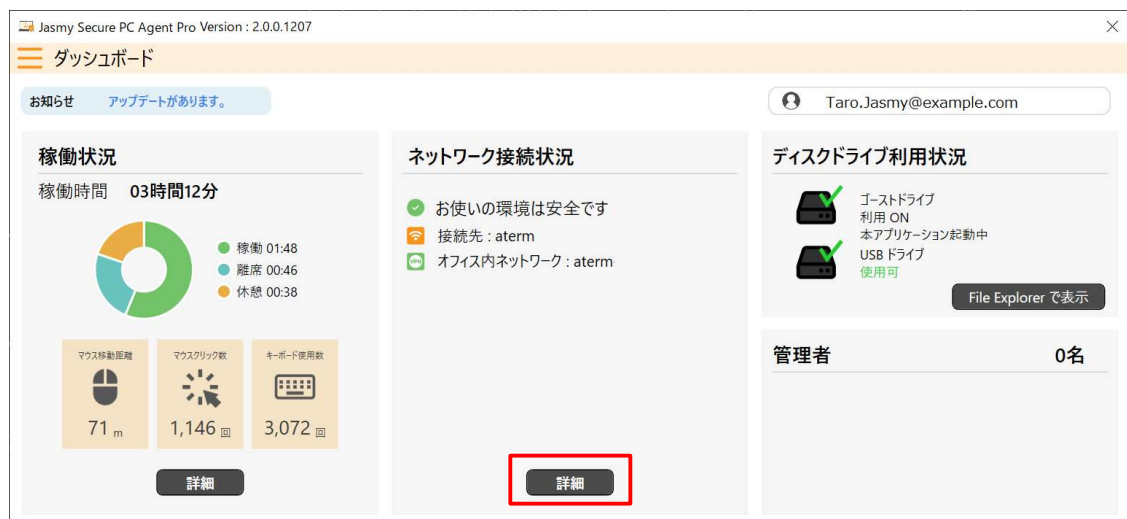 Jasmy Secure PC Agent Pro Version : 2.0.0.1207
ダッシュボード
お知らせ アップデートがあります。
Taro.Jasmy@example.com
稼働状況
稼働時間 03時間12分
稼働 01:48
離席 00:46
休憩 00:38
マウス移動距離
71 m
マウスクリック数
1,146 回
キーボード使用数
3,072 回
詳細
ネットワーク接続状況
お使いの環境は安全です
接続先 : aterm
VPN
オフィス内ネットワーク : aterm
詳細
ディスクドライブ利用状況
ゴーストドライブ
利用 ON
本アプリケーション起動中
USB ドライブ
使用可
File Explorer で表示
管理者 0名